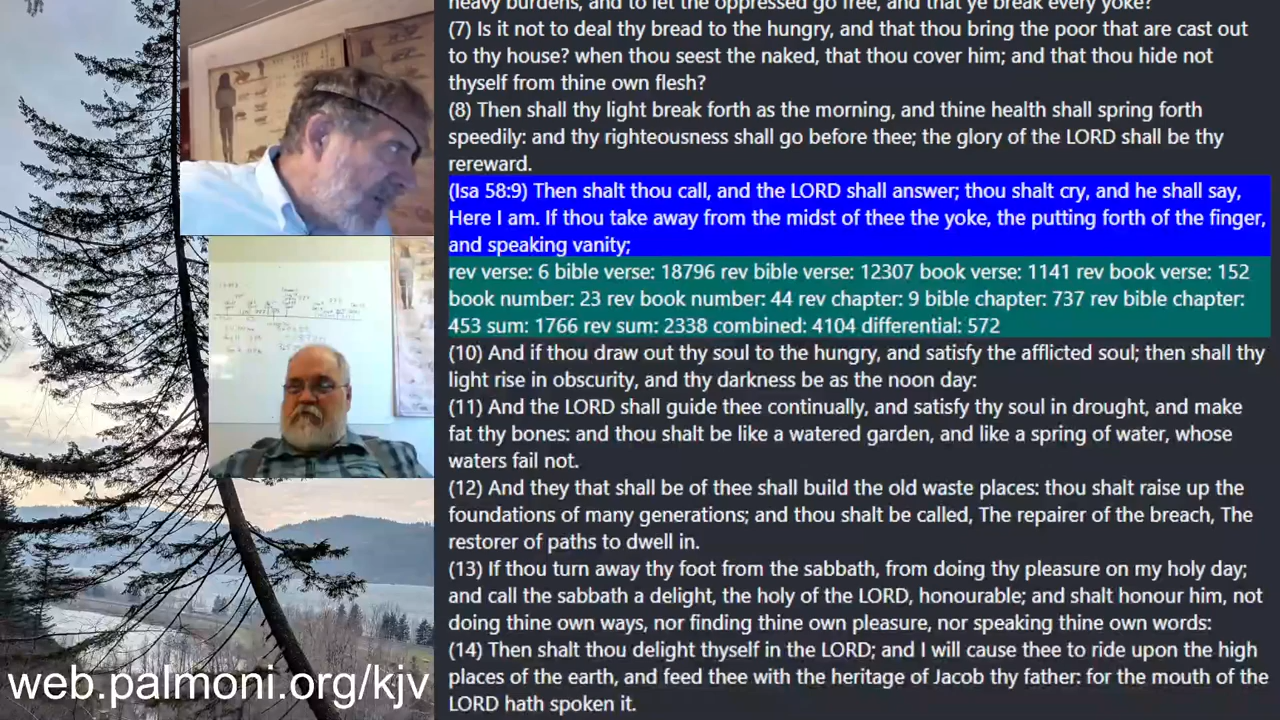 heavy burdens, and to let the oppressed go free, and that ye break every yoke?
(7) Is it not to deal thy bread to the hungry, and that thou bring the poor that are cast out
to thy house? when thou seest the naked, that thou cover him; and that thou hide not
thyself from thine own flesh?
(8) Then shall thy light break forth as the morning, and thine health shall spring forth
speedily: and thy righteousness shall go before thee; the glory of the LORD shall be thy
rereward.
(Isa 58:9) Then shalt thou call, and the LORD shall answer; thou shalt cry, and he shall say,
Here I am. If thou take away from the midst of thee the yoke, the putting forth of the finger,
and speaking vanity;
rev verse: 6 bible verse: 18796 rev bible verse: 12307 book verse: 1141 rev book verse: 152
book number: 23 rev book number: 44 rev chapter: 9 bible chapter: 737 rev bible chapter:
453 sum: 1766 rev sum: 2338 combined: 4104 differential: 572
(10) And if thou draw out thy soul to the hungry, and satisfy the afflicted soul; then shall thy
light rise in obscurity, and thy darkness be as the noon day:
(11) And the LORD shall guide thee continually, and satisfy thy soul in drought, and make
fat thy bones: and thou shalt be like a watered garden, and like a spring of water, whose
waters fail not.
(12) And they that shall be of thee shall build the old waste places: thou shalt raise up the
foundations of many generations; and thou shalt be called, The repairer of the breach, The
restorer of paths to dwell in.
(13) If thou turn away thy foot from the sabbath, from doing thy pleasure on my holy day;
and call the sabbath a delight, the holy of the LORD, honourable; and shalt honour him, not
doing thine own ways, nor finding thine own pleasure, nor speaking thine own words:
(14) Then shalt thou delight thyself in the LORD; and I will cause thee to ride upon the high
places of the earth, and feed thee with the heritage of Jacob thy father: for the mouth of the
LORD hath spoken it.
web.palmoni.org/kjv